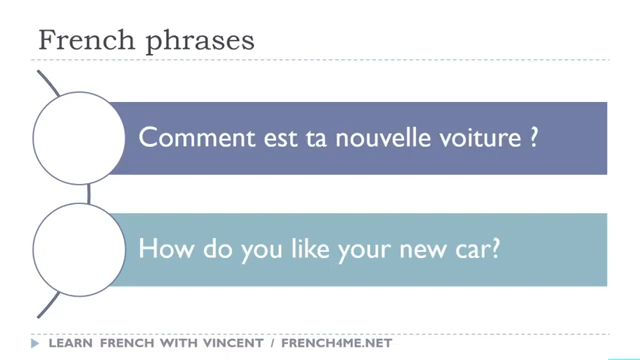 French phrases
Comment est ta nouvelle voiture ?
How do you like your new car?
LEARN FRENCH WITH VINCENT / FRENCH4ME.NET